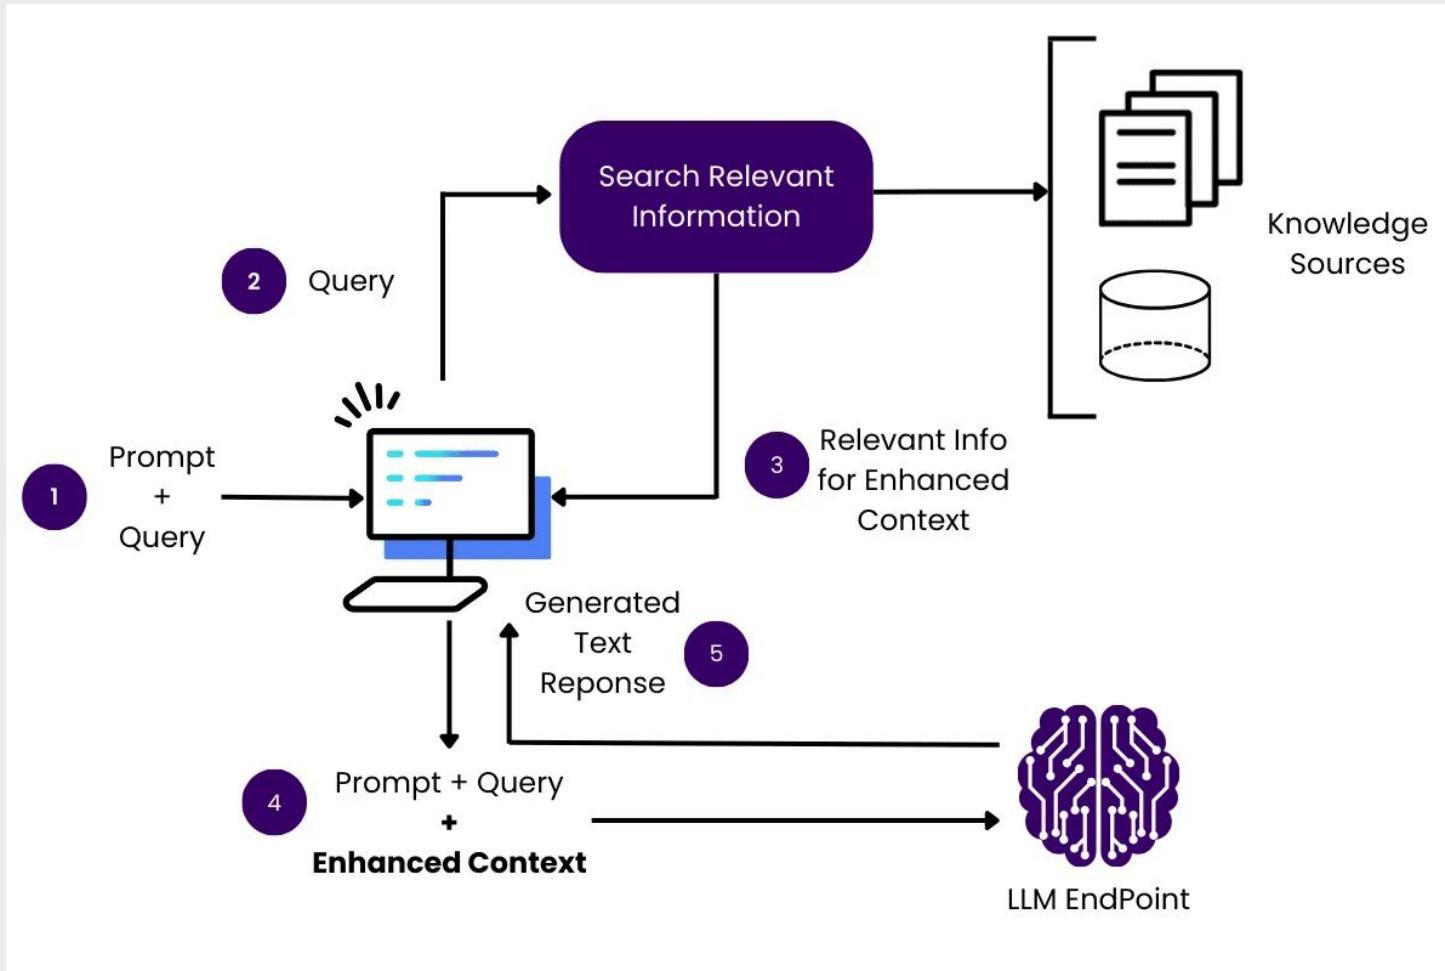 Search Relevant
Information
Knowledge
Sources
2
Query
1
Prompt
+
Query
3
Relevant Info
for Enhanced
Context
Generated
Text
Reponse
5
4
Prompt + Query
+
Enhanced Context
LLM EndPoint